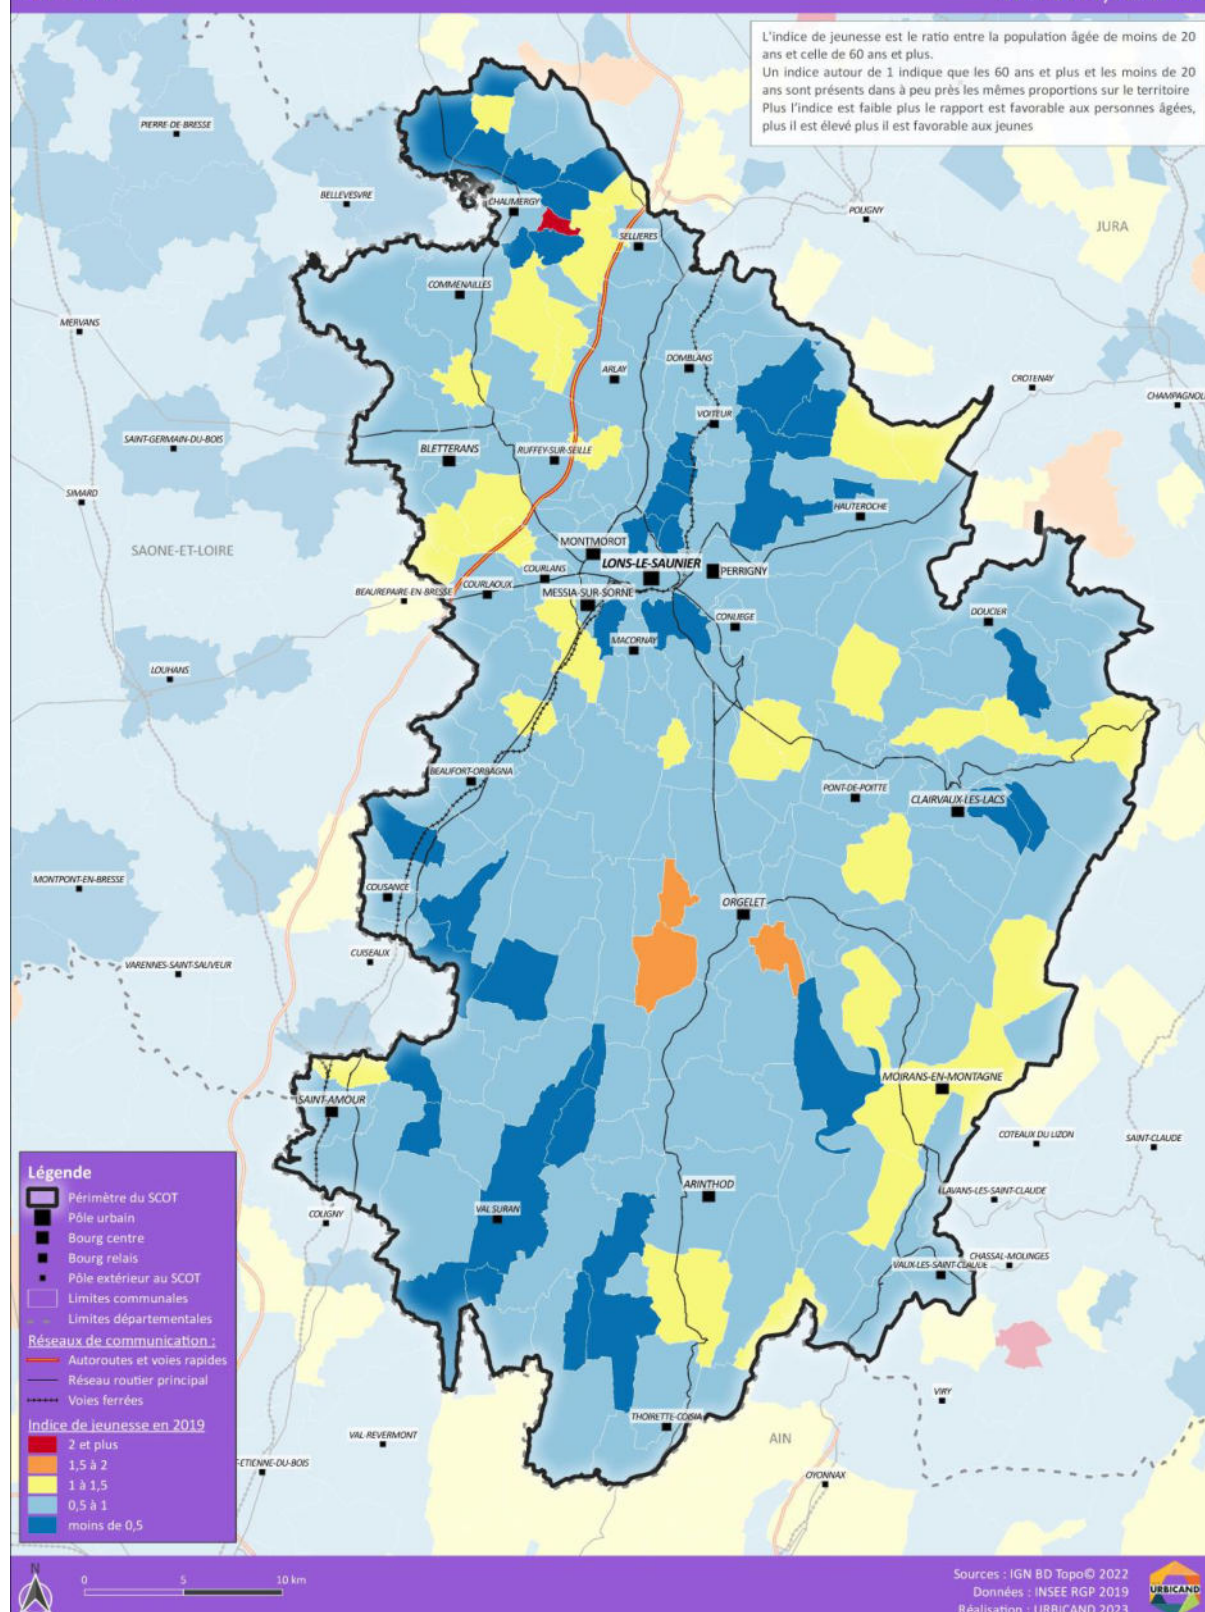 L'indice de jeunesse est le ratio entre la population âgée de moins de 20
ans et celle de 60 ans et plus.
Un indice autour de 1 indique que les 60 ans et plus et les moins de 20
ans sont présents dans à peu près les mêmes proportions sur le territoire
Plus l'indice est faible plus le rapport est favorable aux personnes âgées,
plus il est élevé plus il est favorable aux jeunes
PIERRE-DE-BRESSE
BELLEVESVRE
CHAUMERGY
POLIGNY
JURA
SELLIERES
COMMENAILLES
MERVANS
DOMBLANS
ARLAY
CROTENAY
CHAMPAGNOL
VOITEUR
SAINT-GERMAIN-DU-BOIS
BLETTERANS
RUFFEY-SUR-SEILLE
SIMARD
HAUTEROCHE
SAONE-ET-LOIRE
MONTMOROT
LONS-LE-SAUNIER
PERRIGNY
COURLANS
COURLAOUX
BEAUREPAIRE-EN-BRESSE
MESSIA-SUR-SORNE
CONLIEGE
DOUCIER
MACORNAY
LOUHANS
BEAUFORT-ORBAGNA
PONT-DE-POITTE
CLAIRVAUX-LES-LACS
MONTPONT-EN-BRESSE
COUSANCE
ORGELET
CUISEAUX
VARENNES-SAINT-SAUVEUR
MOIRANS-EN-MONTAGNE
SAINT-AMOUR
COTEAUX DU LIZON
SAINT-CLAUDE
ARINTHOD
LAVANS-LES-SAINT-CLAUDE
COLIGNY
VAL SURAN
CHASSAL-MOLINGES
VAUX-LES-SAINT-CLAUDE
VIRY
THOIRETTE-COISIA
VAL-REVERMONT
AIN
T-ETIENNE-DU-BOIS
OYONNAX
Légende
Périmètre du SCOT
Pôle urbain
Bourg centre
Bourg relais
Pôle extérieur au SCOT
Limites communales
Limites départementales
Réseaux de communication :
Autoroutes et voies rapides
Réseau routier principal
Voies ferrées
Indice de jeunesse en 2019
2 et plus
1,5 à 2
1 à 1,5
0,5 à 1
moins de 0,5
N
0 5 10 km
Sources : IGN BD Topo© 2022
Données : INSEE RGP 2019
Réalisation : URBICAND 2023
URBICAND